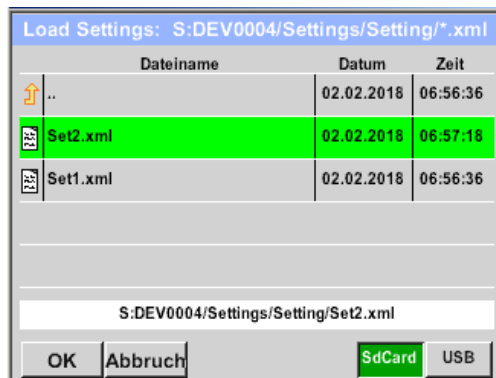 Load Settings: S:DEV0004/Settings/Setting/*.xml
Dateiname Datum Zeit
.. 02.02.2018 06:56:36
Set2.xml 02.02.2018 06:57:18
Set1.xml 02.02.2018 06:56:36
S:DEV0004/Settings/Setting/Set2.xml
OK Abbruch SdCard USB